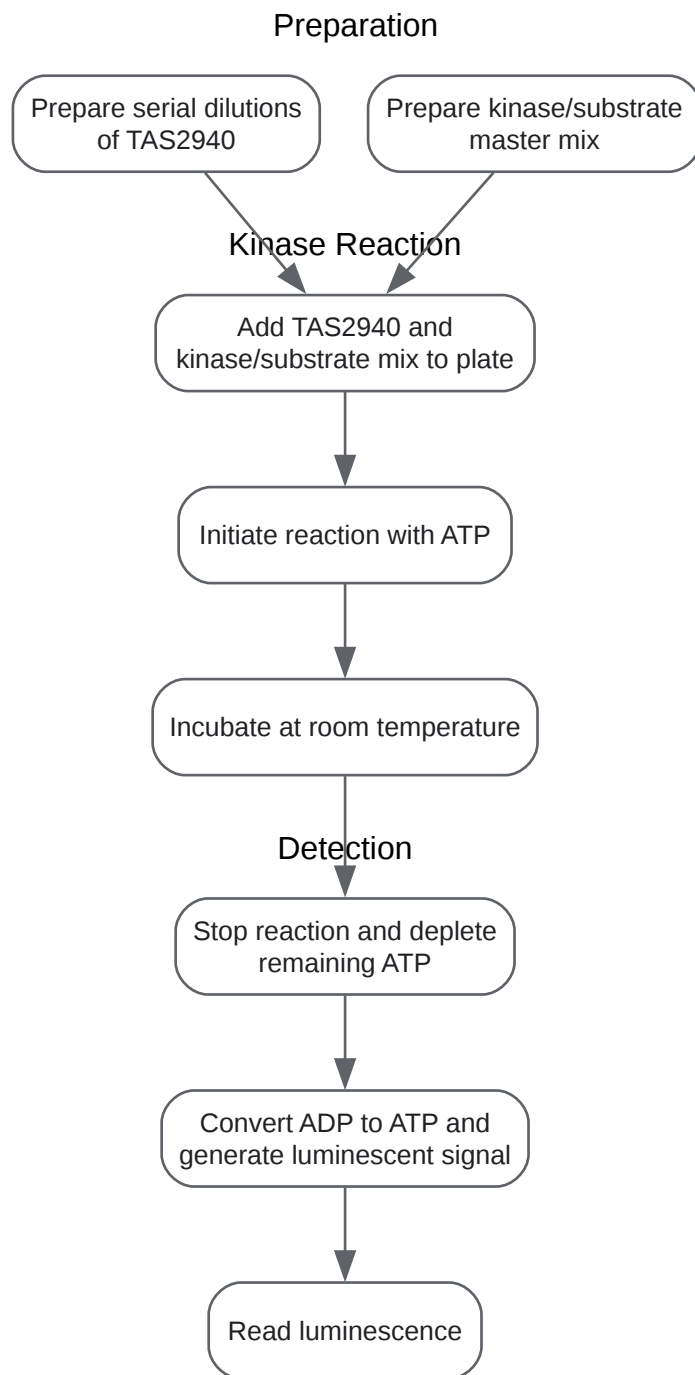 Preparation
Prepare serial dilutions
of TAS2940
Prepare kinase/substrate
master mix
Kinase Reaction
Add TAS2940 and
kinase/substrate mix to plate
Initiate reaction with ATP
Incubate at room temperature
Detection
Stop reaction and deplete
remaining ATP
Convert ADP to ATP and
generate luminescent signal
Read luminescence